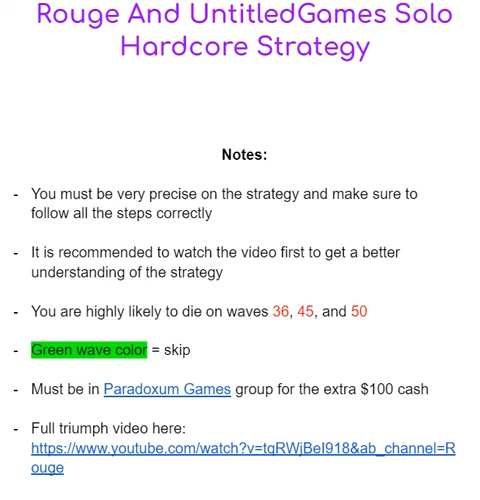 Rouge And UntitledGames Solo
Hardcore Strategy
Notes:
- You must be very precise on the strategy and make sure to
follow all the steps correctly
- It is recommended to watch the video first to get a better
understanding of the strategy
- You are highly likely to die on waves 36, 45, and 50
- Green wave color = skip
- Must be in Paradoxum Games group for the extra $100 cash
- Full triumph video here:
https://www.youtube.com/watch?v=tqRWjBeI918&ab_channel=R
ouge